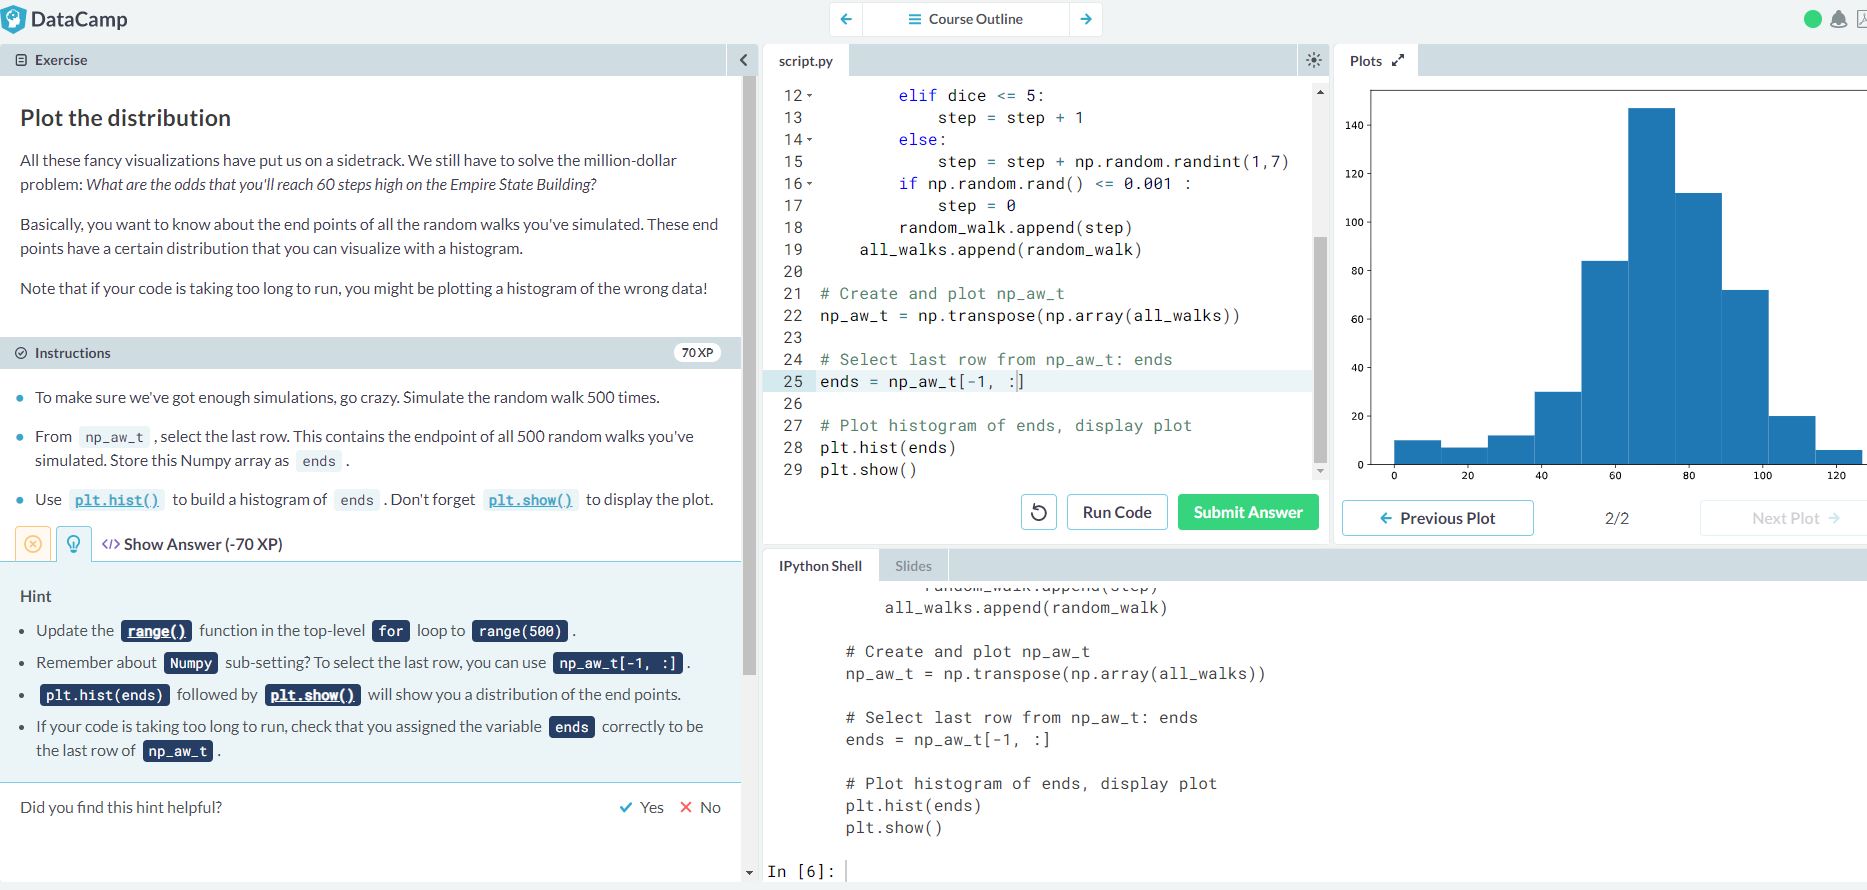 DataCamp
Course Outline
Exercise
Plot the distribution
All these fancy visualizations have put us on a sidetrack. We still have to solve the million-dollar
problem: What are the odds that you'll reach 60 steps high on the Empire State Building?
Basically, you want to know about the end points of all the random walks you've simulated. These end
points have a certain distribution that you can visualize with a histogram.
Note that if your code is taking too long to run, you might be plotting a histogram of the wrong data!
Instructions
70 XP
To make sure we've got enough simulations, go crazy. Simulate the random walk 500 times.
From np_aw_t , select the last row. This contains the endpoint of all 500 random walks you've
simulated. Store this Numpy array as ends .
Use plt.hist() to build a histogram of ends . Don't forget plt.show() to display the plot.
</> Show Answer (-70 XP)
Hint
Update the range() function in the top-level for loop to range(500) .
Remember about Numpy sub-setting? To select the last row, you can use np_aw_t[-1, :] .
plt.hist(ends) followed by plt.show() will show you a distribution of the end points.
If your code is taking too long to run, check that you assigned the variable ends correctly to be
the last row of np_aw_t .
Did you find this hint helpful?
Yes
No
script.py
12 elif dice <= 5:
13 step = step + 1
14 else:
15 step = step + np.random.randint(1,7)
16 if np.random.rand() <= 0.001 :
17 step = 0
18 random_walk.append(step)
19 all_walks.append(random_walk)
20
21 # Create and plot np_aw_t
22 np_aw_t = np.transpose(np.array(all_walks))
23
24 # Select last row from np_aw_t: ends
25 ends = np_aw_t[-1, :]
26
27 # Plot histogram of ends, display plot
28 plt.hist(ends)
29 plt.show()
Run Code
Submit Answer
Plots
140
120
100
80
60
40
20
0
0 20 40 60 80 100 120
Previous Plot
2/2
Next Plot
IPython Shell
Slides
random_walk.append(step)
all_walks.append(random_walk)
# Create and plot np_aw_t
np_aw_t = np.transpose(np.array(all_walks))
# Select last row from np_aw_t: ends
ends = np_aw_t[-1, :]
# Plot histogram of ends, display plot
plt.hist(ends)
plt.show()
In [6]: